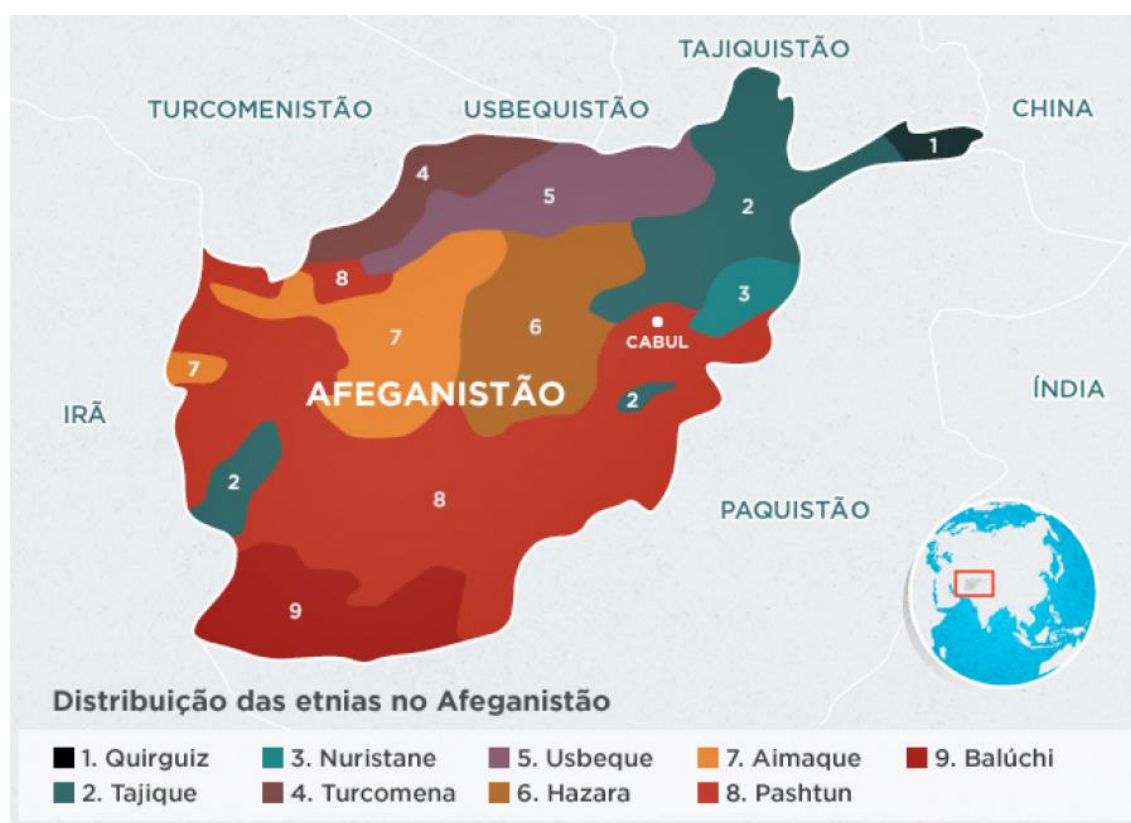 TAJIQUISTÃO
TURCOMENISTÃO
USBEQUISTÃO
CHINA
1
4
5
2
8
3
7
6
CABUL
7
AFEGANISTÃO
2
ÍNDIA
IRÃ
2
8
PAQUISTÃO
9
Distribuição das etnias no Afeganistão
1. Quirguiz
2. Tajique
3. Nuristane
4. Turcomena
5. Usbeque
6. Hazara
7. Aimaque
8. Pashtun
9. Balúchi